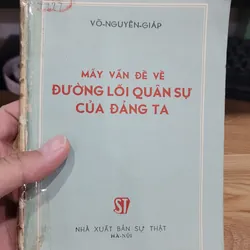 VÕ-NGUYÊN-GIÁP
MẤY VẤN ĐỀ VỀ
ĐƯỜNG LỐI QUÂN SỰ
CỦA ĐẢNG TA
ST
NHÀ XUẤT BẢN SỰ THẬT
HÀ-NỘI